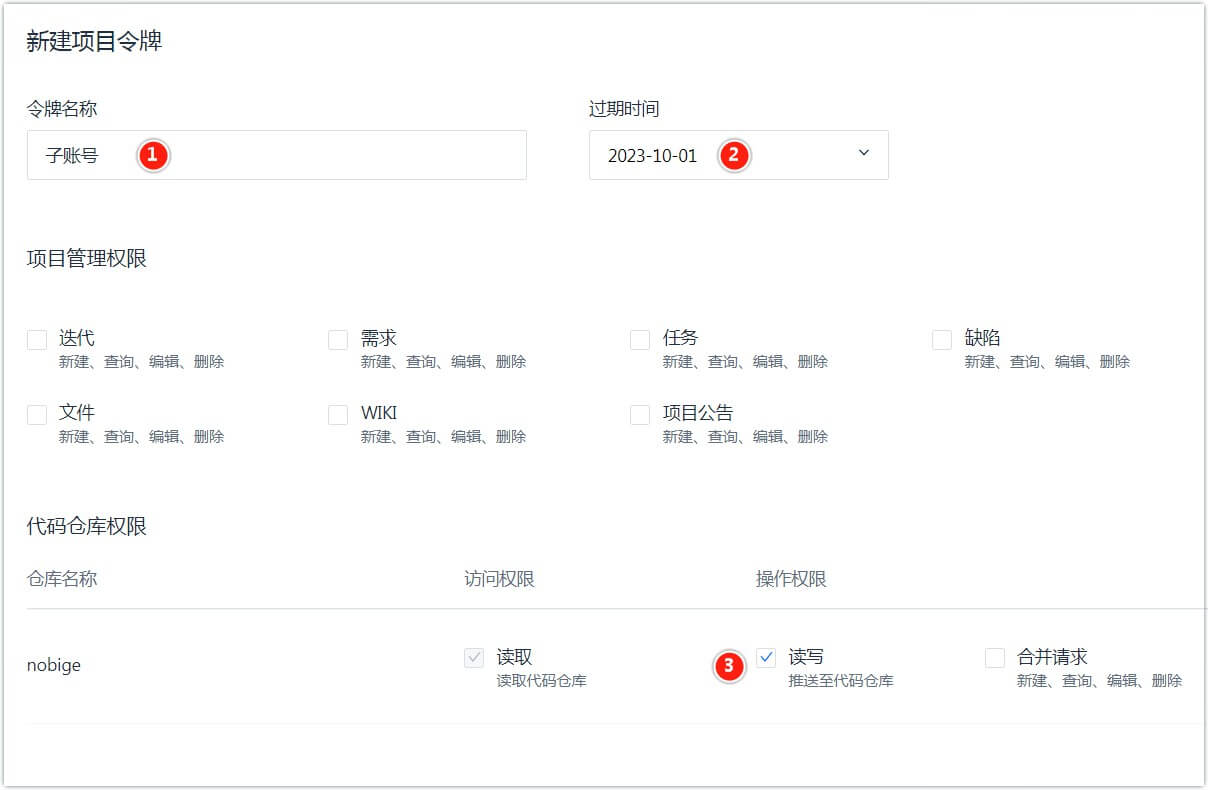 新建项目令牌
令牌名称 过期时间
子账号 1 2023-10-01 2
项目管理权限
迭代 需求 任务 缺陷
新建、查询、编辑、删除 新建、查询、编辑、删除 新建、查询、编辑、删除 新建、查询、编辑、删除
文件 WIKI 项目公告
新建、查询、编辑、删除 新建、查询、编辑、删除 新建、查询、编辑、删除
代码仓库权限
仓库名称 访问权限 操作权限
nobige 读取 3 读写 合并请求
读取代码仓库 推送至代码仓库 新建、查询、编辑、删除